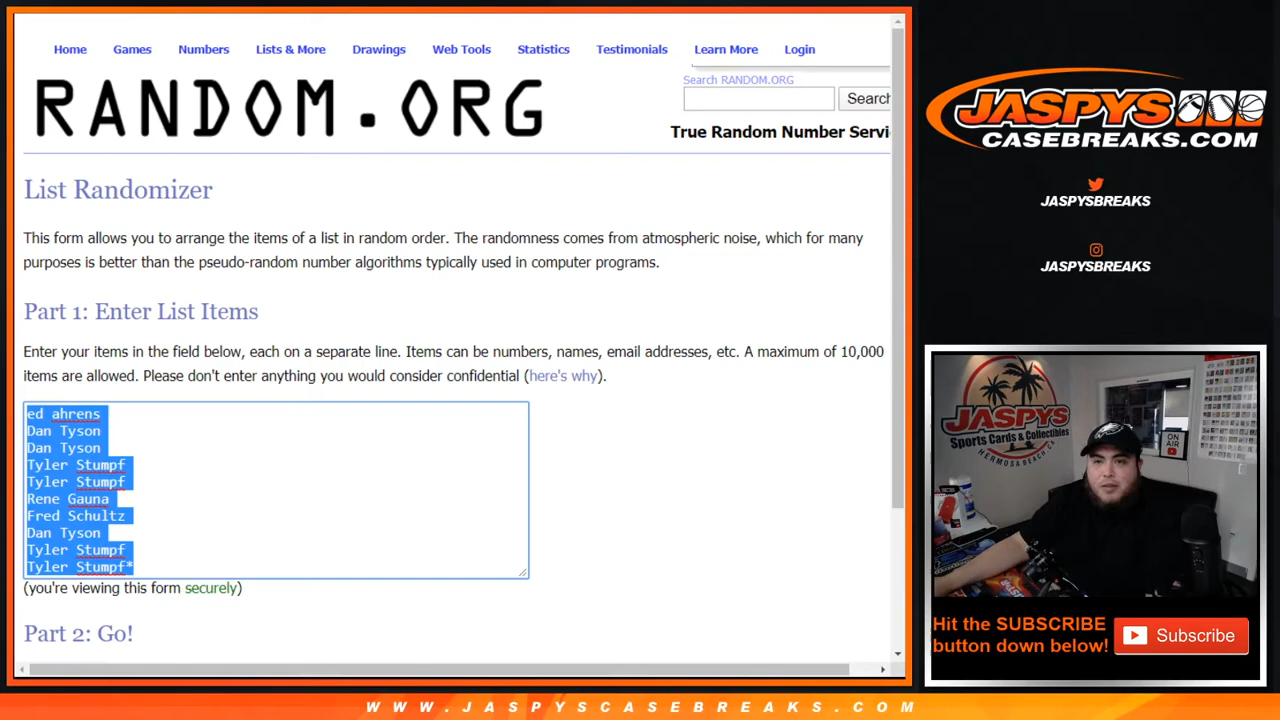 Home Games Numbers Lists & More Drawings Web Tools Statistics Testimonials Learn More Login
RANDOM.ORG
Search RANDOM.ORG
Search
True Random Number Servi
List Randomizer
This form allows you to arrange the items of a list in random order. The randomness comes from atmospheric noise, which for many
purposes is better than the pseudo-random number algorithms typically used in computer programs.
Part 1: Enter List Items
Enter your items in the field below, each on a separate line. Items can be numbers, names, email addresses, etc. A maximum of 10,000
items are allowed. Please don't enter anything you would consider confidential (here's why).
ed ahrens
Dan Tyson
Dan Tyson
Tyler Stumpf
Tyler Stumpf
Rene Gauna
Fred Schultz
Dan Tyson
Tyler Stumpf
Tyler Stumpf*
(you're viewing this form securely)
Part 2: Go!
JASPYS
CASEBREAKS.COM
JASPYSBREAKS
JASPYSBREAKS
JASPYS
Sports Cards & Collectibles
HERMOSA BEACH, CA
ON
AIR
Hit the SUBSCRIBE
button down below!
Subscribe
WWW.JASPYSCASEBREAKS.COM